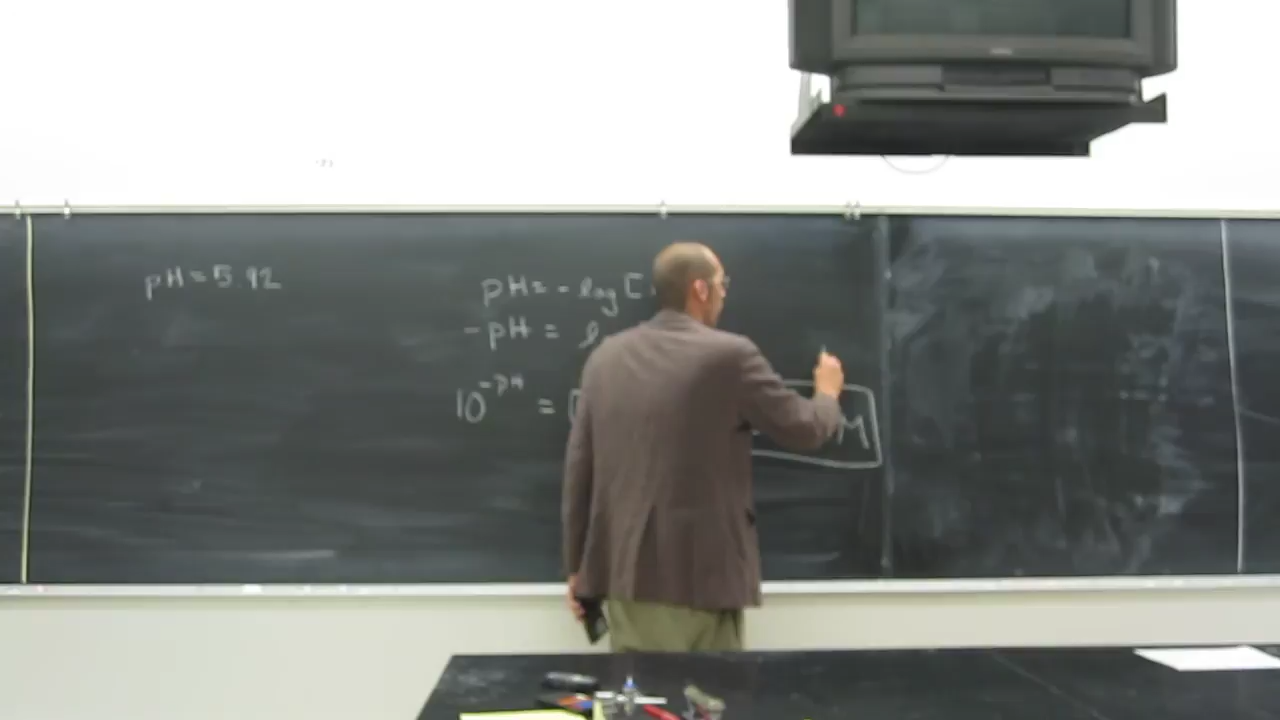 pH = 5.92
pH = - log [
- pH =
10^-pH = [
M